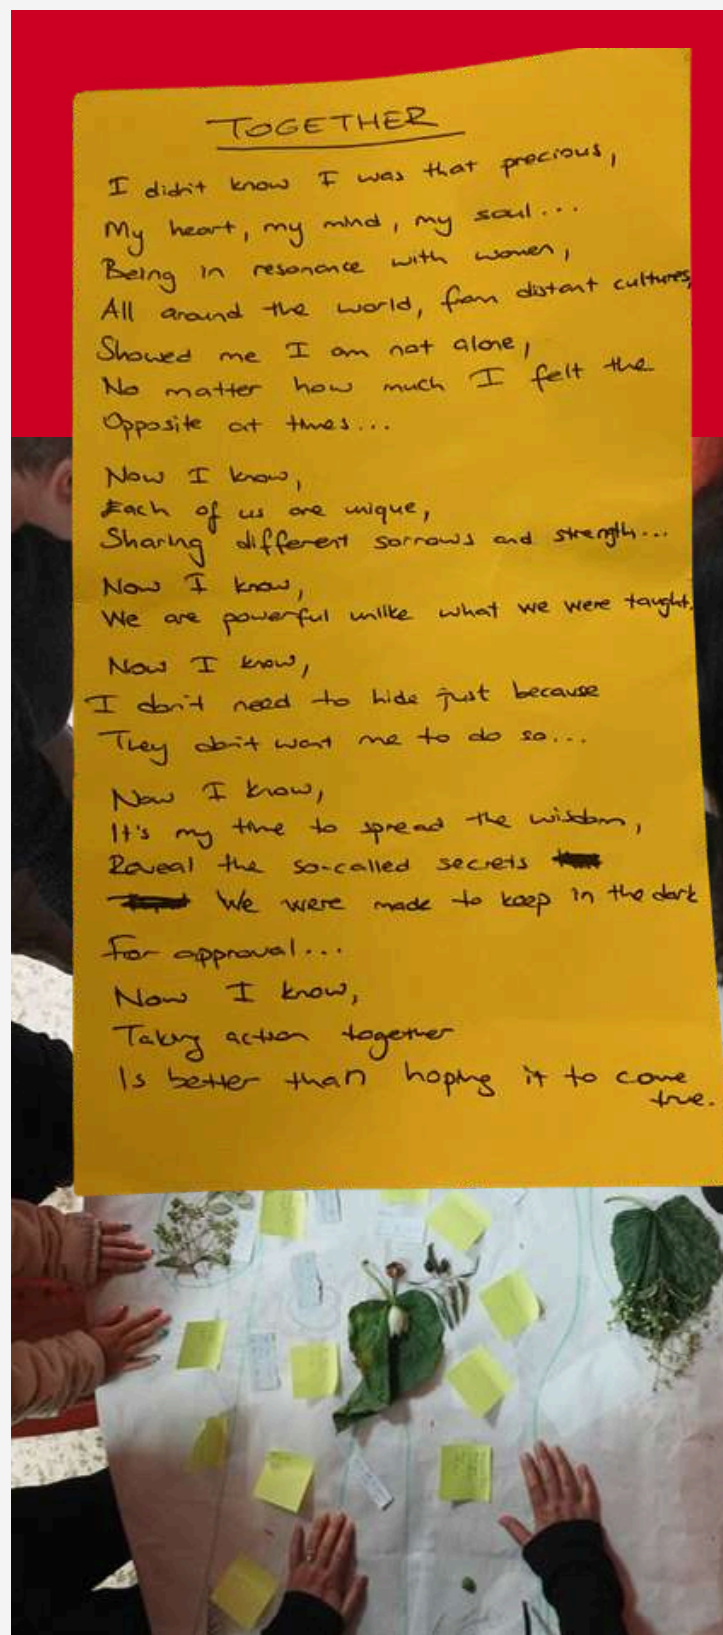 TOGETHER
I didn't know I was that precious,
My heart, my mind, my soul...
Being in resonance with women,
All around the world, from distant cultures,
Showed me I am not alone,
No matter how much I felt the
Opposite at times...
Now I know,
Each of us are unique,
Sharing different sorrows and strength...
Now I know,
We are powerful unlike what we were taught.
Now I know,
I don't need to hide just because
They don't want me to do so...
Now I know,
It's my time to spread the wisdom,
Reveal the so-called secrets
We were made to keep in the dark
For approval...
Now I know,
Taking action together
Is better than hoping it to come
true.